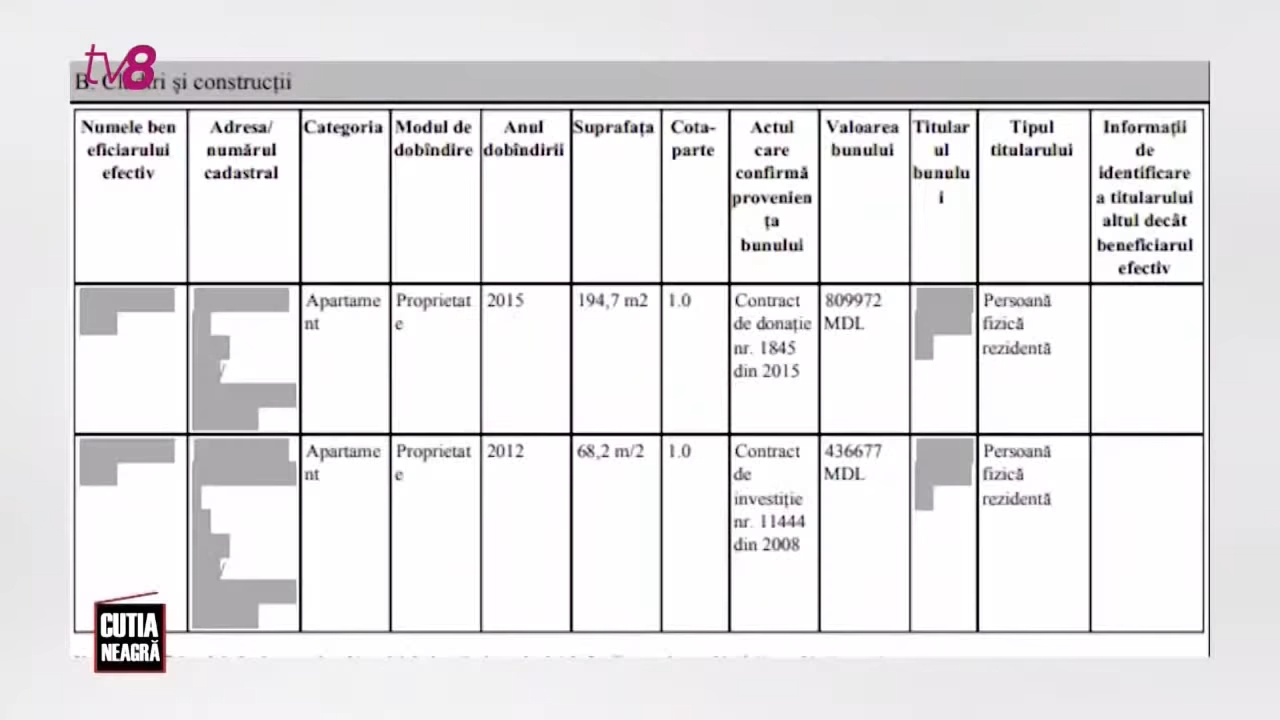 tv8
B. Clădiri și construcții
Numele ben
eficiarului
efectiv
Adresa/
numărul
cadastral
Categoria
Modul de
dobîndire
Anul
dobîndirii
Suprafața
Cota-
parte
Actul
care
confirmă
provenien
ța
bunului
Valoarea
bunului
Titular
ul
bunulu
i
Tipul
titularului
Informații
de
identificare
a titularului
altul decât
beneficiarul
efectiv
Apartame
nt
Proprietat
e
2015
194,7 m2
1.0
Contract
de donație
nr. 1845
din 2015
809972
MDL
Persoană
fizică
rezidentă
Apartame
nt
Proprietat
e
2012
68,2 m/2
1.0
Contract
de
investiție
nr. 11444
din 2008
436677
MDL
Persoană
fizică
rezidentă
CUTIA
NEAGRĂ